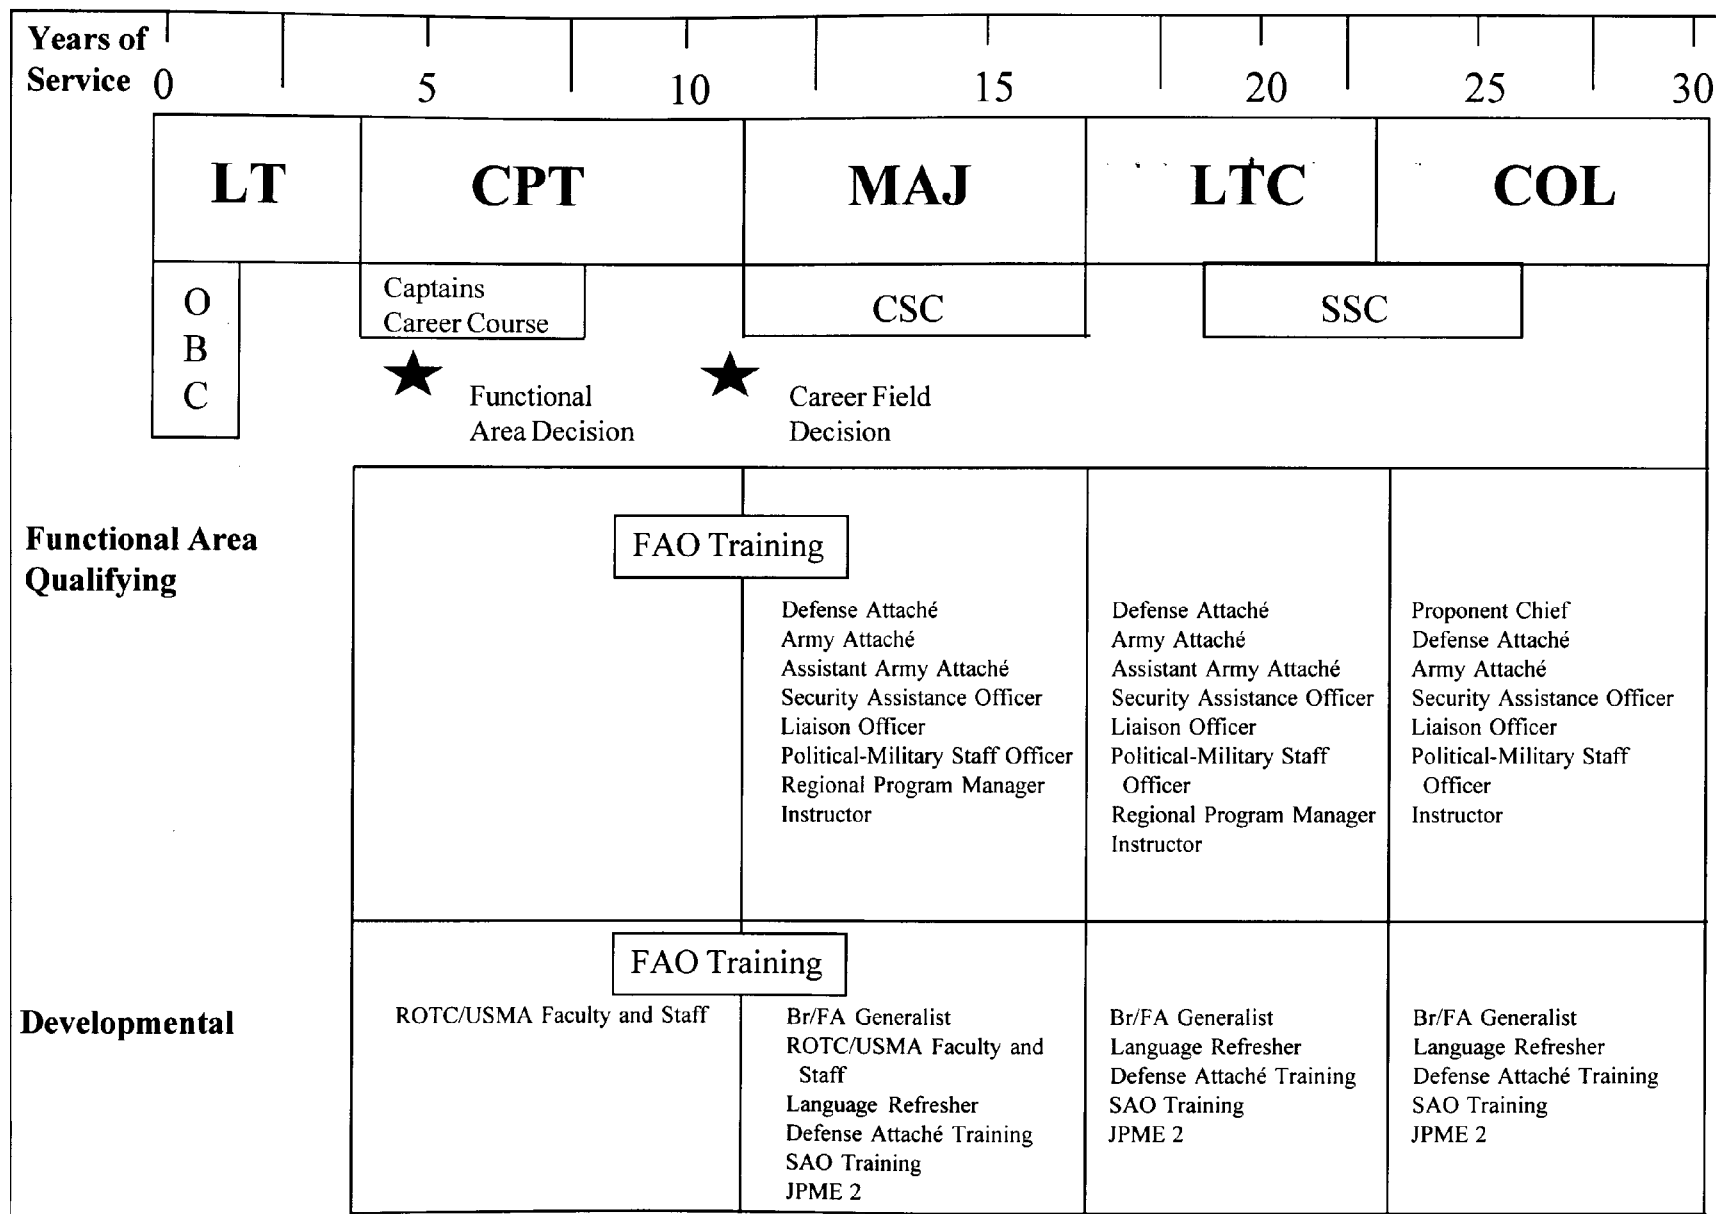 Years of
Service 0 5 10 15 20 25 30
LT CPT MAJ LTC COL
O
B
C
Captains
Career Course
CSC
SSC
Functional
Area Decision
Career Field
Decision
Functional Area
Qualifying
FAO Training
Defense Attaché
Army Attaché
Assistant Army Attaché
Security Assistance Officer
Liaison Officer
Political-Military Staff Officer
Regional Program Manager
Instructor
Defense Attaché
Army Attaché
Assistant Army Attaché
Security Assistance Officer
Liaison Officer
Political-Military Staff
Officer
Regional Program Manager
Instructor
Proponent Chief
Defense Attaché
Army Attaché
Security Assistance Officer
Liaison Officer
Political-Military Staff
Officer
Instructor
Developmental
FAO Training
ROTC/USMA Faculty and Staff
Br/FA Generalist
ROTC/USMA Faculty and
Staff
Language Refresher
Defense Attaché Training
SAO Training
JPME 2
Br/FA Generalist
Language Refresher
Defense Attaché Training
SAO Training
JPME 2
Br/FA Generalist
Language Refresher
Defense Attaché Training
SAO Training
JPME 2